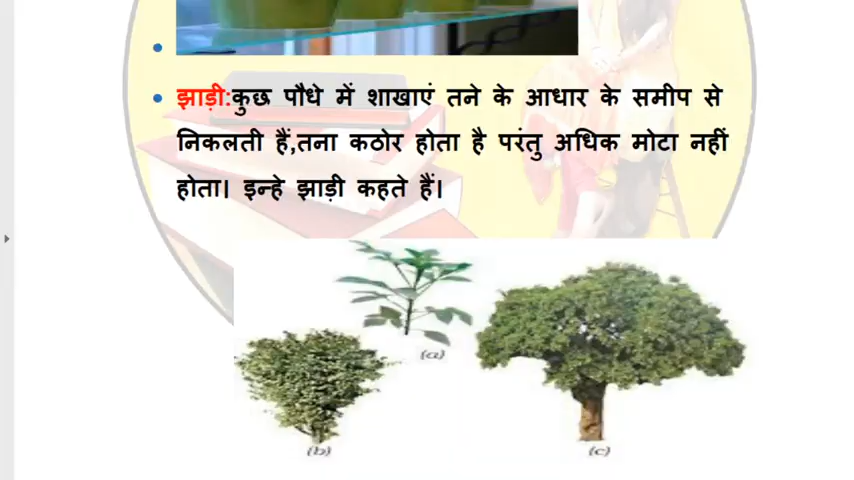 झाड़ी:कुछ पौधे में शाखाएं तने के आधार के समीप से
निकलती हैं,तना कठोर होता है परंतु अधिक मोटा नहीं
होता। इन्हे झाड़ी कहते हैं।
(a)
(b)
(c)